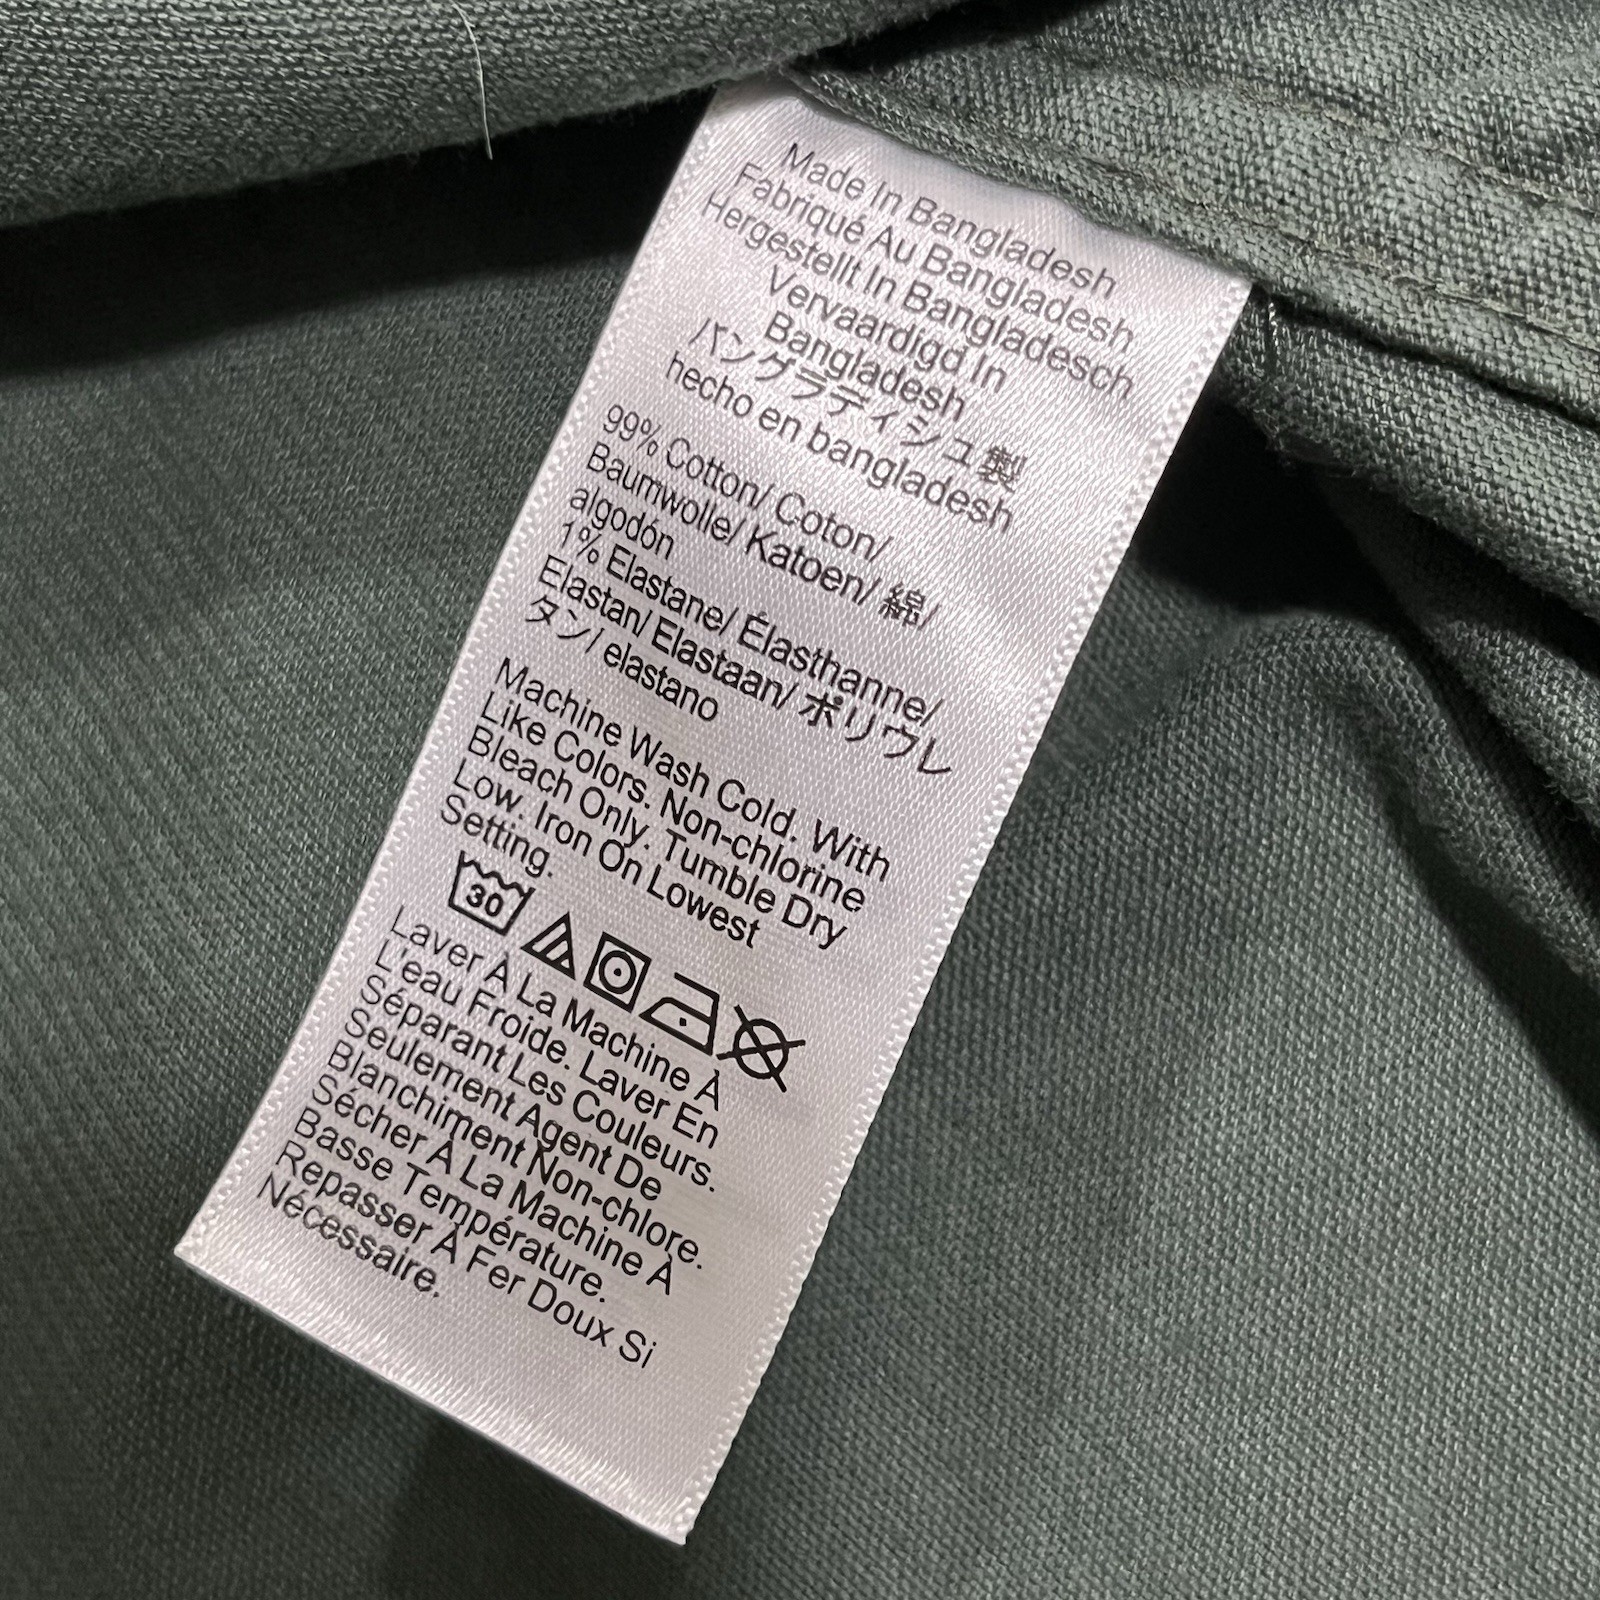 Made In Bangladesh
Fabriqué Au Bangladesh
Hergestellt In Bangladesch
Vervaardigd In
Bangladesh
バングラディシュ製
hecho en bangladesh
99% Cotton/ Coton/
Baumwolle/ Katoen/ 綿/
algodón
1% Elastane/ Élasthanne/
Elastan/ Elastaan/ ポリウレ
タン/ elastano
Machine Wash Cold. With
Like Colors. Non-chlorine
Bleach Only. Tumble Dry
Low. Iron On Lowest
Setting.
30
Laver À La Machine À
L'eau Froide. Laver En
Séparant Les Couleurs.
Seulement Agent De
Blanchiment Non-chlore.
Sécher À La Machine À
Basse Température.
Repasser À Fer Doux Si
Nécessaire.